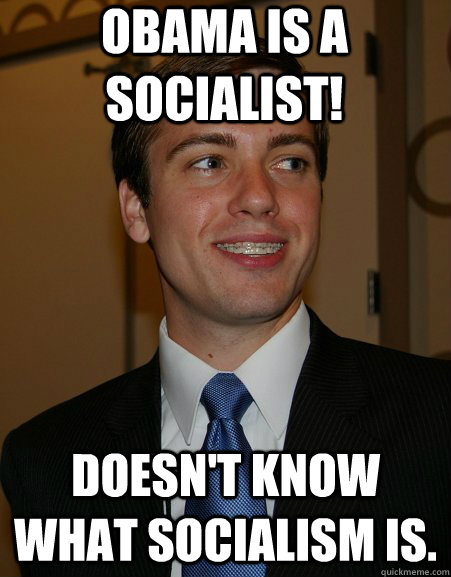 OBAMA IS A
SOCIALIST!
DOESN'T KNOW
WHAT SOCIALISM IS.
quickmeme.com